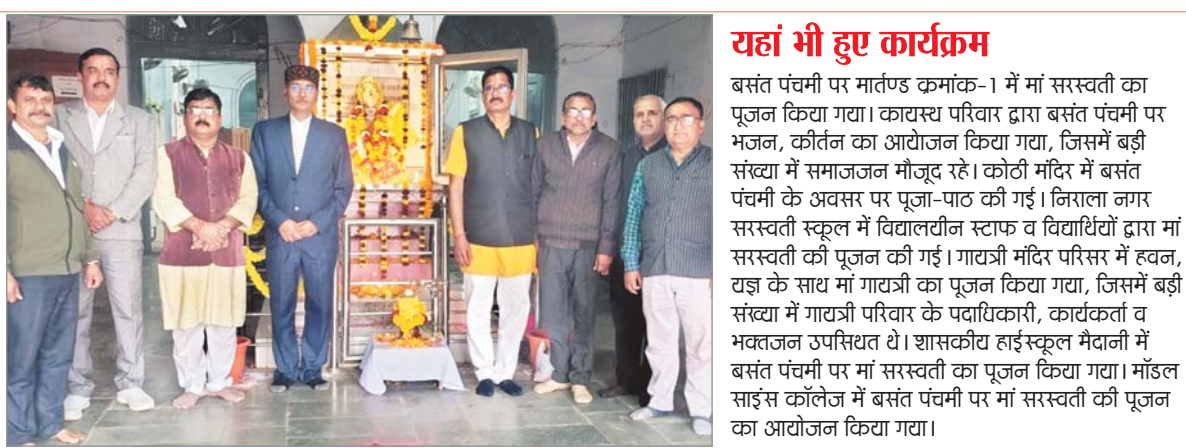 यहां भी हुए कार्यक्रम
बसंत पंचमी पर मार्तण्ड क्रमांक-1 में मां सरस्वती का
पूजन किया गया। कायस्थ परिवार द्वारा बसंत पंचमी पर
भजन, कीर्तन का आयोजन किया गया, जिसमें बड़ी
संख्या में समाजजन मौजूद रहे। कोठी मंदिर में बसंत
पंचमी के अवसर पर पूजा-पाठ की गई। निराला नगर
सरस्वती स्कूल में विद्यालयीन स्टाफ व विद्यार्थियों द्वारा मां
सरस्वती की पूजन की गई। गायत्री मंदिर परिसर में हवन,
यज्ञ के साथ मां गायत्री का पूजन किया गया, जिसमें बड़ी
संख्या में गायत्री परिवार के पदाधिकारी, कार्यकर्ता व
भक्तजन उपसिथत थे। शासकीय हाईस्कूल मैदानी में
बसंत पंचमी पर मां सरस्वती का पूजन किया गया। मॉडल
साइंस कॉलेज में बसंत पंचमी पर मां सरस्वती की पूजन
का आयोजन किया गया।